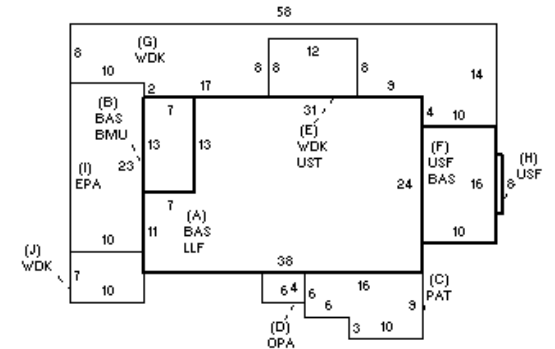 58
8
(G)
WDK
10
12
8
8
14
2
17
9
4
10
7
(B)
BAS
BMU
13
13
31
(E)
WDK
UST
(F)
USF
BAS
(H)
USF
8
16
23
(I)
EPA
24
7
(A)
BAS
LLF
11
10
10
38
(J)
WDK
7
10
6
4
6
16
(C)
PAT
9
6
3
10
(D)
OPA